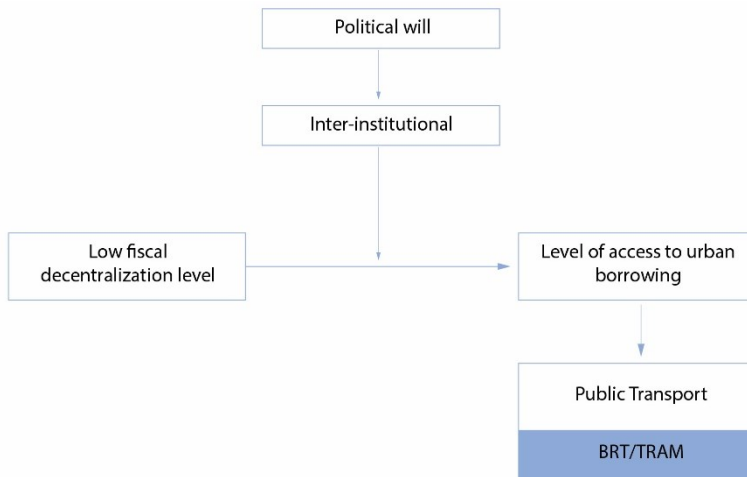 Political will
Inter-institutional
Low fiscal
decentralization level
Level of access to urban
borrowing
Public Transport
BRT/TRAM